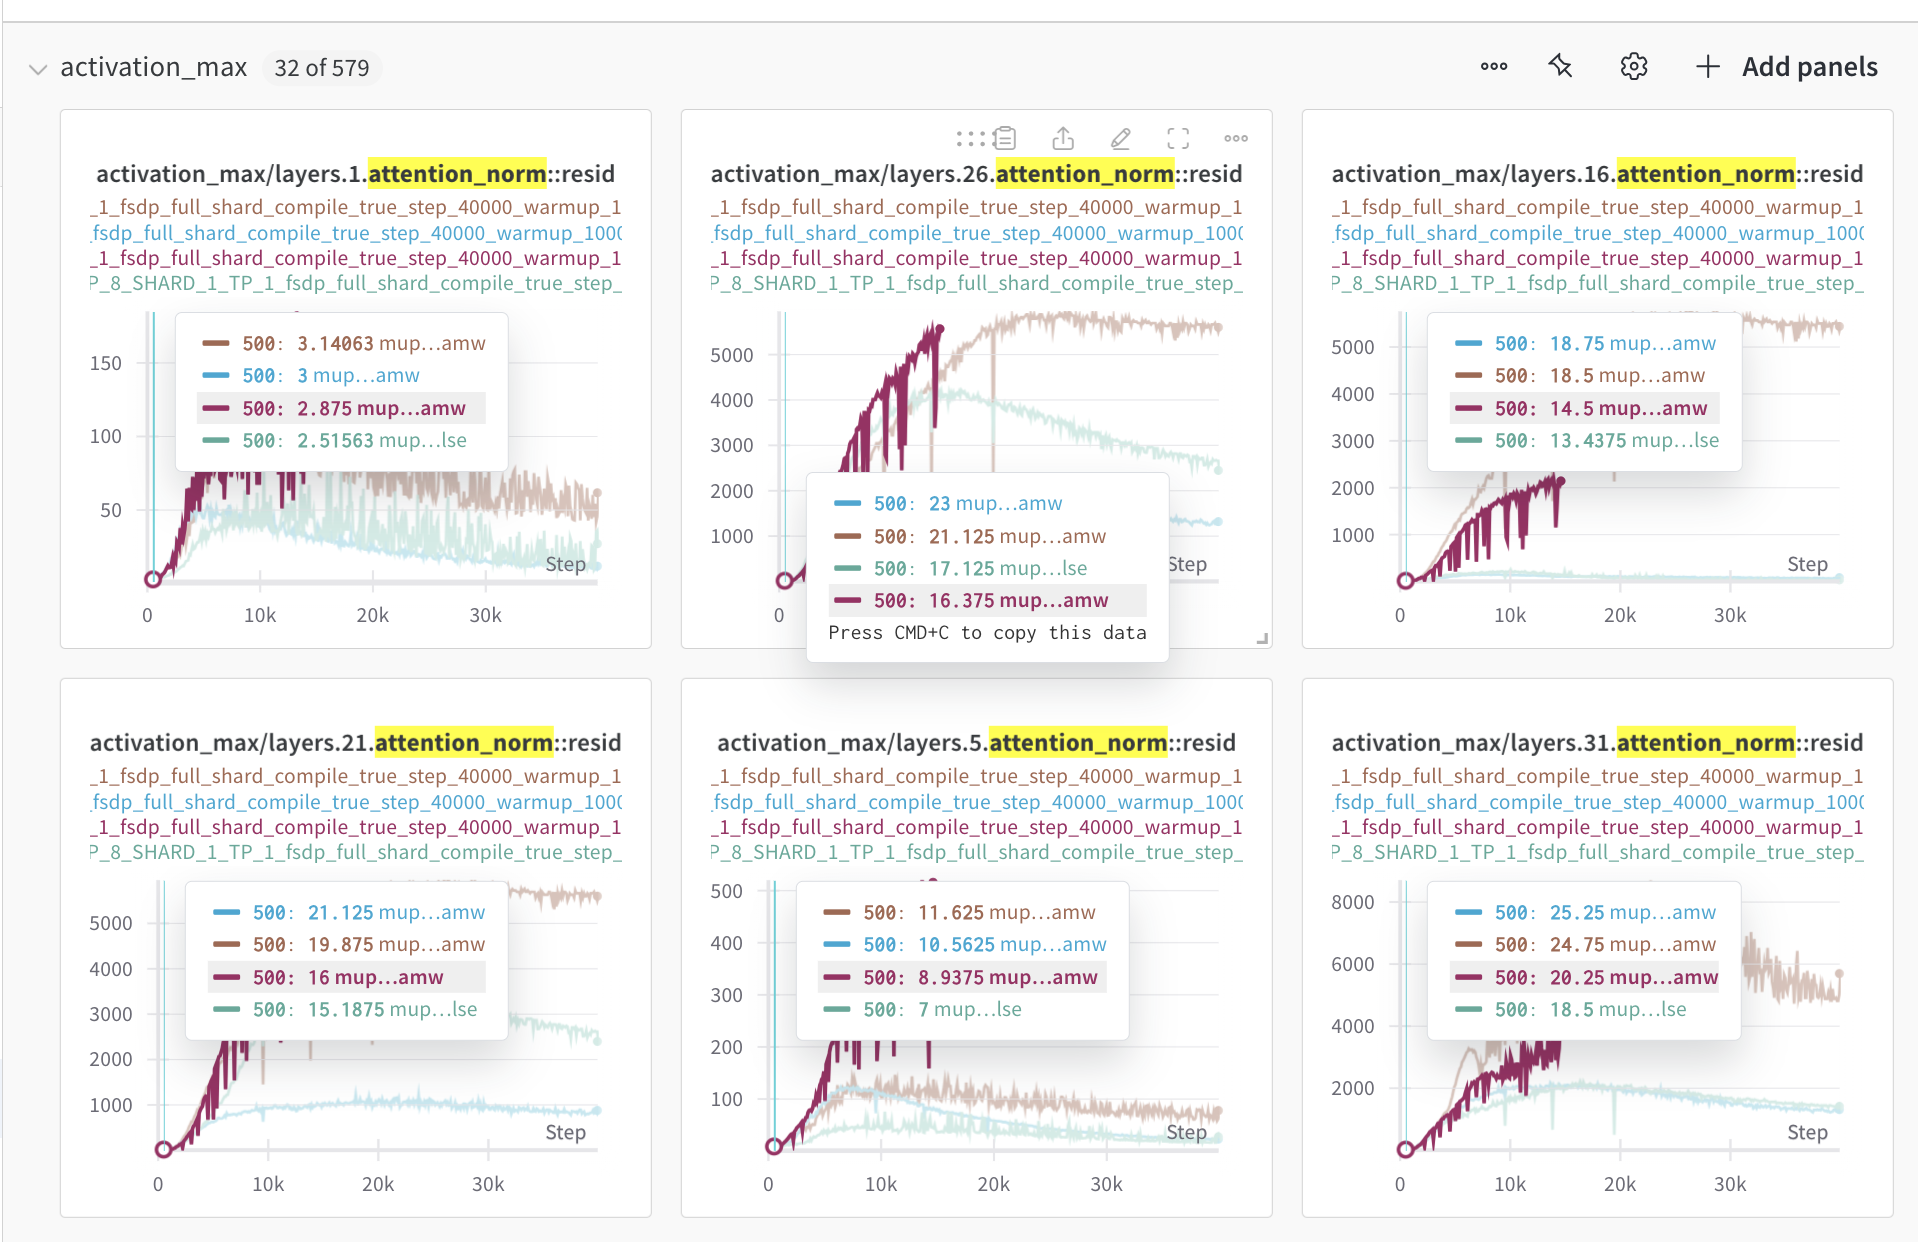 activation_max 32 of 579
Add panels
activation_max/layers.1.attention_norm::resid
_1_fsdp_full_shard_compile_true_step_40000_warmup_1
fsdp_full_shard_compile_true_step_40000_warmup_100
_1_fsdp_full_shard_compile_true_step_40000_warmup_1
P_8_SHARD_1_TP_1_fsdp_full_shard_compile_true_step_
500: 3.14063 mup...amw
500: 3 mup...amw
500: 2.875 mup...amw
500: 2.51563 mup...lse
150
100
50
Step
0 10k 20k 30k
activation_max/layers.26.attention_norm::resid
_1_fsdp_full_shard_compile_true_step_40000_warmup_1
fsdp_full_shard_compile_true_step_40000_warmup_100
_1_fsdp_full_shard_compile_true_step_40000_warmup_1
P_8_SHARD_1_TP_1_fsdp_full_shard_compile_true_step_
5000
4000
3000
2000
1000
500: 23 mup...amw
500: 21.125 mup...amw
500: 17.125 mup...lse
500: 16.375 mup...amw
Press CMD+C to copy this data
Step
0
activation_max/layers.16.attention_norm::resid
_1_fsdp_full_shard_compile_true_step_40000_warmup_1
fsdp_full_shard_compile_true_step_40000_warmup_100
_1_fsdp_full_shard_compile_true_step_40000_warmup_1
P_8_SHARD_1_TP_1_fsdp_full_shard_compile_true_step_
500: 18.75 mup...amw
500: 18.5 mup...amw
500: 14.5 mup...amw
500: 13.4375 mup...lse
5000
4000
3000
2000
1000
Step
0 10k 20k 30k
activation_max/layers.21.attention_norm::resid
_1_fsdp_full_shard_compile_true_step_40000_warmup_1
fsdp_full_shard_compile_true_step_40000_warmup_100
_1_fsdp_full_shard_compile_true_step_40000_warmup_1
P_8_SHARD_1_TP_1_fsdp_full_shard_compile_true_step_
500: 21.125 mup...amw
500: 19.875 mup...amw
500: 16 mup...amw
500: 15.1875 mup...lse
5000
4000
3000
2000
1000
Step
0 10k 20k 30k
activation_max/layers.5.attention_norm::resid
_1_fsdp_full_shard_compile_true_step_40000_warmup_1
fsdp_full_shard_compile_true_step_40000_warmup_100
_1_fsdp_full_shard_compile_true_step_40000_warmup_1
P_8_SHARD_1_TP_1_fsdp_full_shard_compile_true_step_
500: 11.625 mup...amw
500: 10.5625 mup...amw
500: 8.9375 mup...amw
500: 7 mup...lse
500
400
300
200
100
Step
0 10k 20k 30k
activation_max/layers.31.attention_norm::resid
_1_fsdp_full_shard_compile_true_step_40000_warmup_1
fsdp_full_shard_compile_true_step_40000_warmup_100
_1_fsdp_full_shard_compile_true_step_40000_warmup_1
P_8_SHARD_1_TP_1_fsdp_full_shard_compile_true_step_
500: 25.25 mup...amw
500: 24.75 mup...amw
500: 20.25 mup...amw
500: 18.5 mup...lse
8000
6000
4000
2000
Step
0 10k 20k 30k